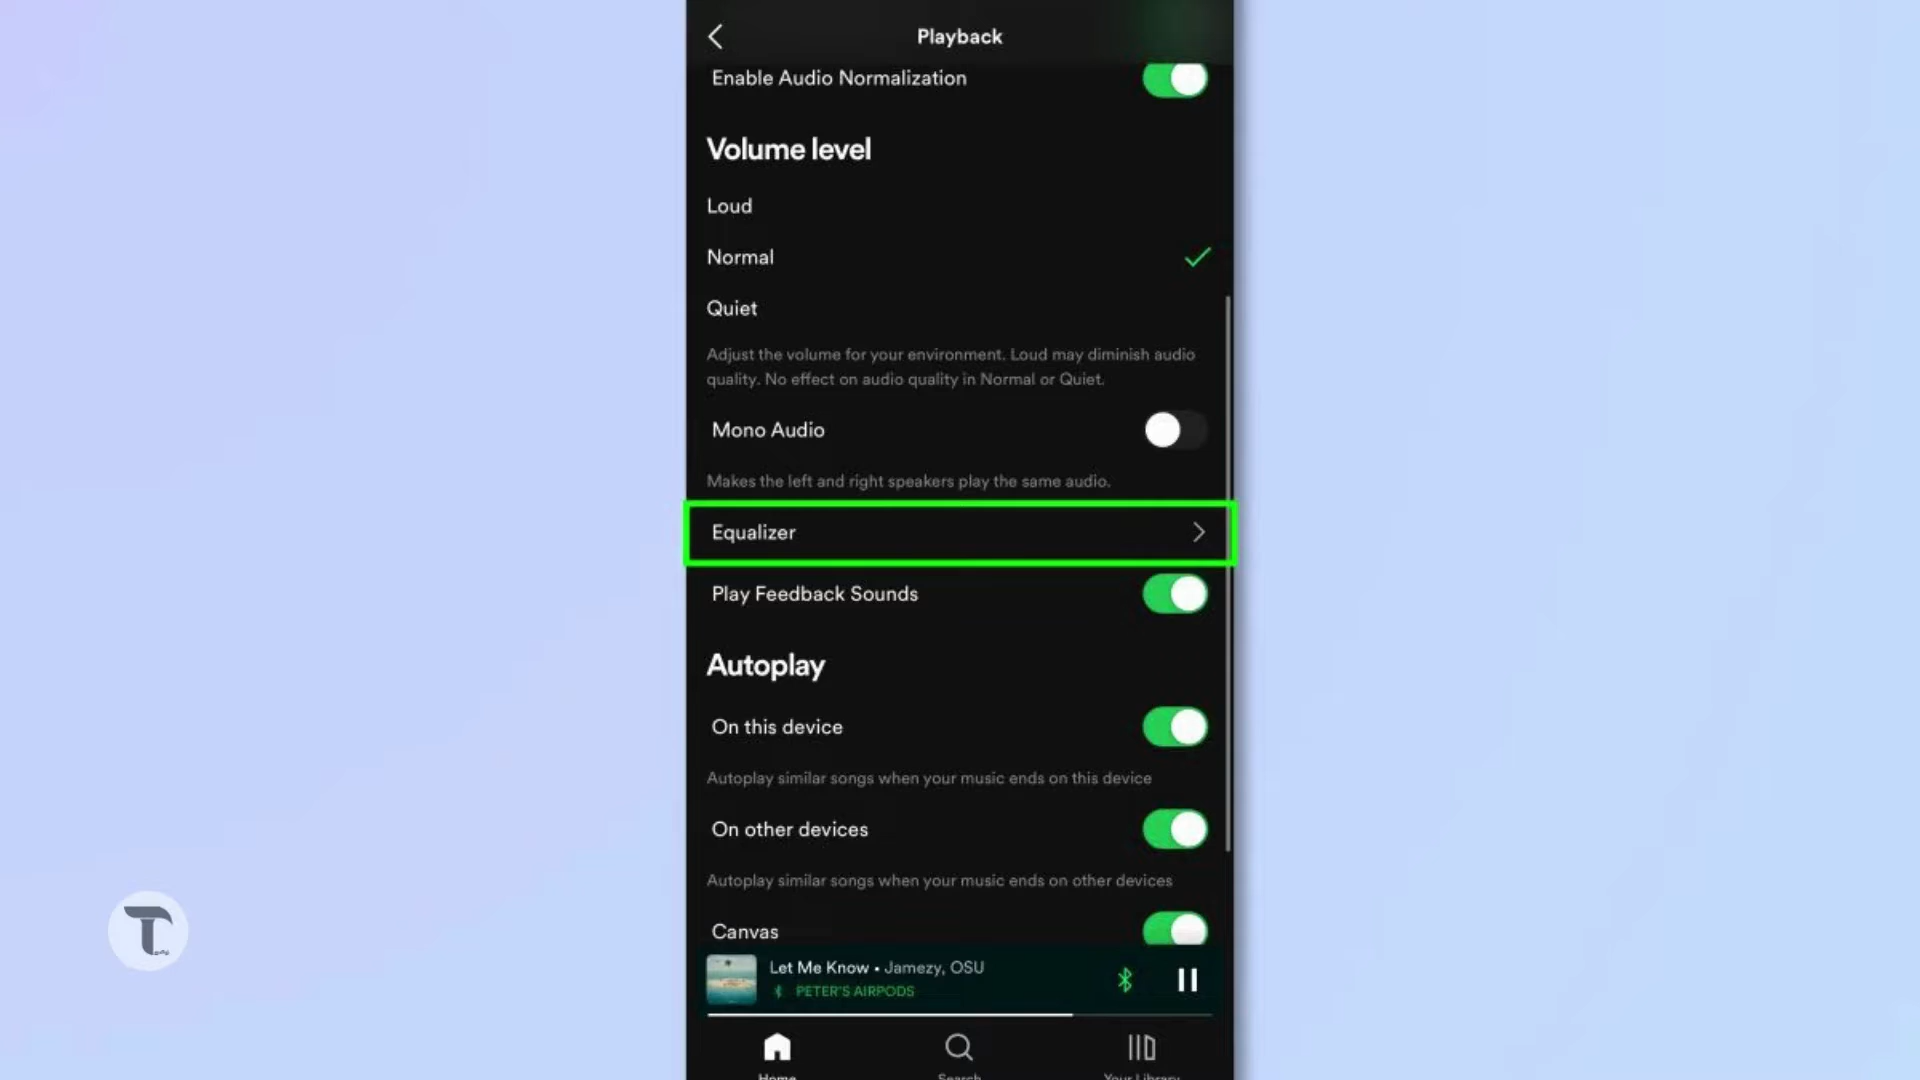 Playback
Enable Audio Normalization
Volume level
Loud
Normal
Quiet
Adjust the volume for your environment. Loud may diminish audio
quality. No effect on audio quality in Normal or Quiet.
Mono Audio
Makes the left and right speakers play the same audio.
Equalizer
Play Feedback Sounds
Autoplay
On this device
Autoplay similar songs when your music ends on this device
On other devices
Autoplay similar songs when your music ends on other devices
Canvas
Let Me Know • Jamezy, OSU
PETER'S AIRPODS
Home
Search
Your Library